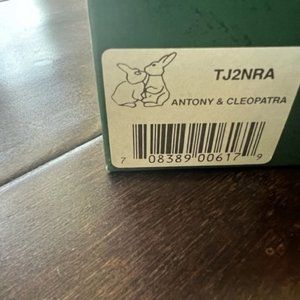 TJ2NRA
ANTONY & CLEOPATRA
7 08389 00617 9